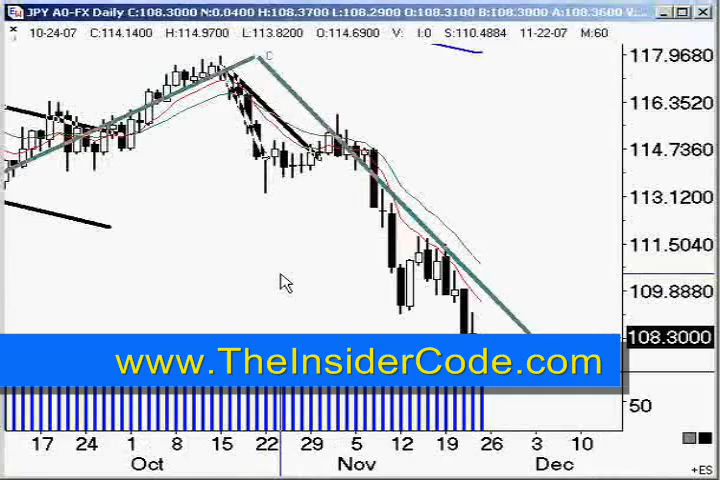 JPY A0-FX Daily C:108.3000 N:0.0400 H:108.3700 L:108.2900 O:108.3100 B:108.3000 A:108.3600
10-24-07 C:114.1400 H:114.9700 L:113.8200 O:114.6900 V: I:0 S:110.4884 11-22-07 M:60
C
117.9680
116.3520
114.7360
113.1200
111.5040
109.8880
108.3000
www.TheInsiderCode.com
50
17 24 1 8 15 22 29 5 12 19 26 3 10
Oct Nov Dec
+ES